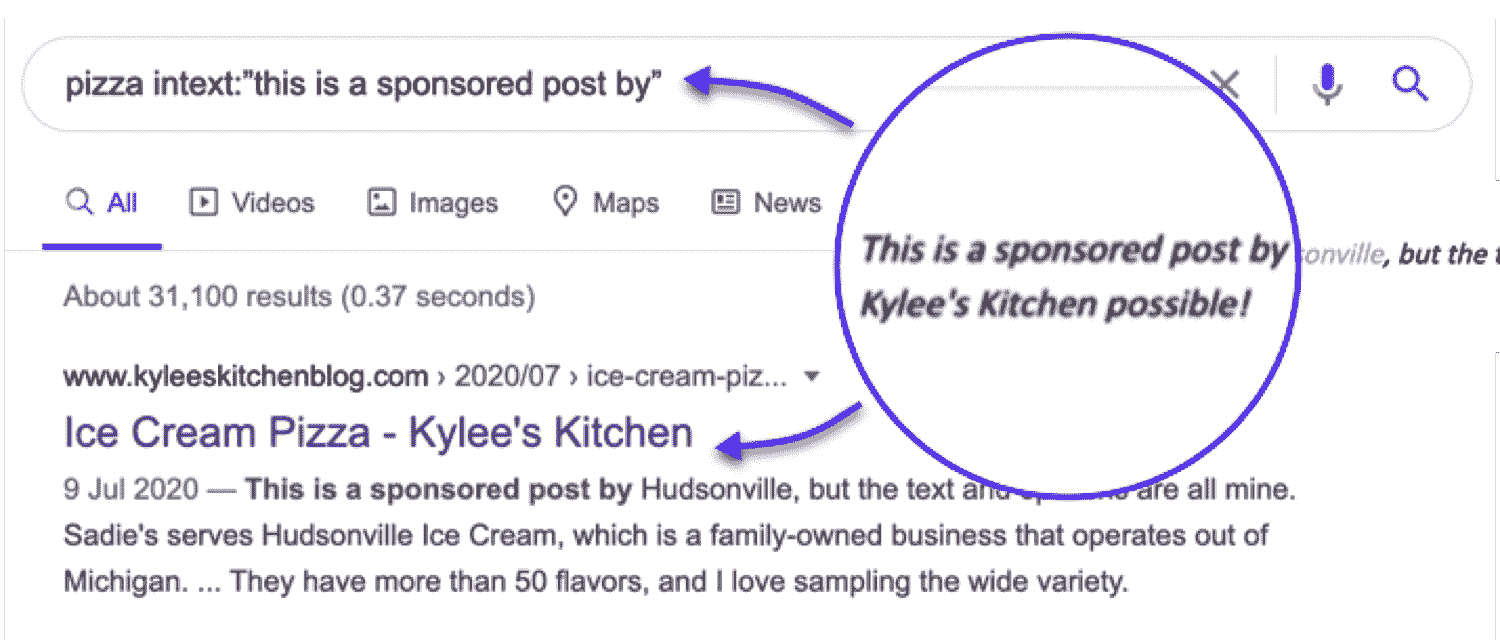 pizza intext:”this is a sponsored post by”
All Videos Images Maps News
About 31,100 results (0.37 seconds)
This is a sponsored post by onville, but the
Kylee's Kitchen possible!
www.kyleeskitchenblog.com › 2020/07 › ice-cream-piz...
Ice Cream Pizza - Kylee's Kitchen
9 Jul 2020 — This is a sponsored post by Hudsonville, but the text are all mine.
Sadie's serves Hudsonville Ice Cream, which is a family-owned business that operates out of
Michigan. ... They have more than 50 flavors, and I love sampling the wide variety.